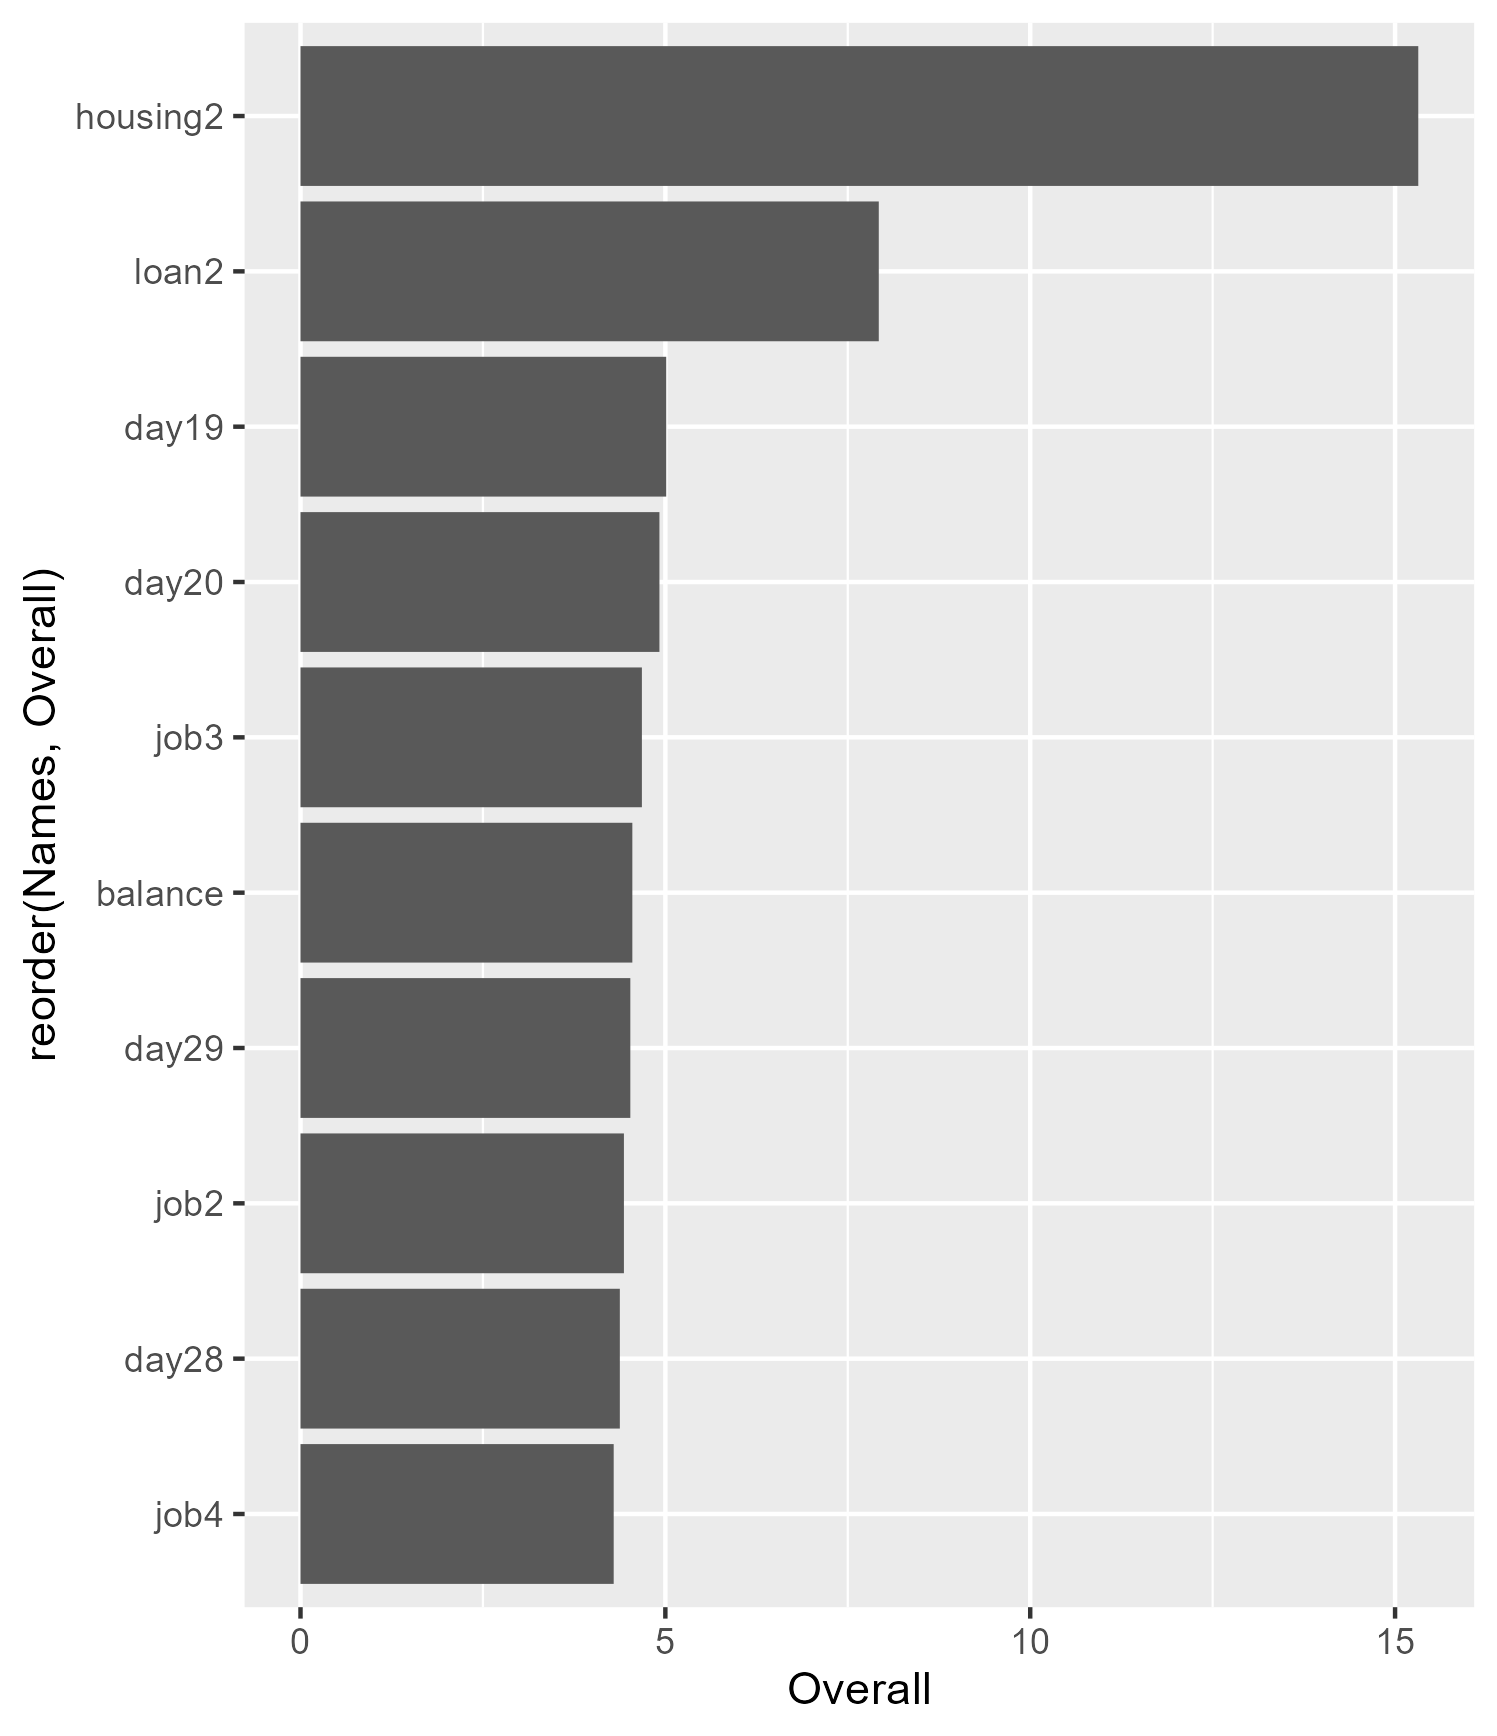 housing2
loan2
day19
day20
job3
balance
day29
job2
day28
job4
reorder(Names, Overall)
0 5 10 15
Overall